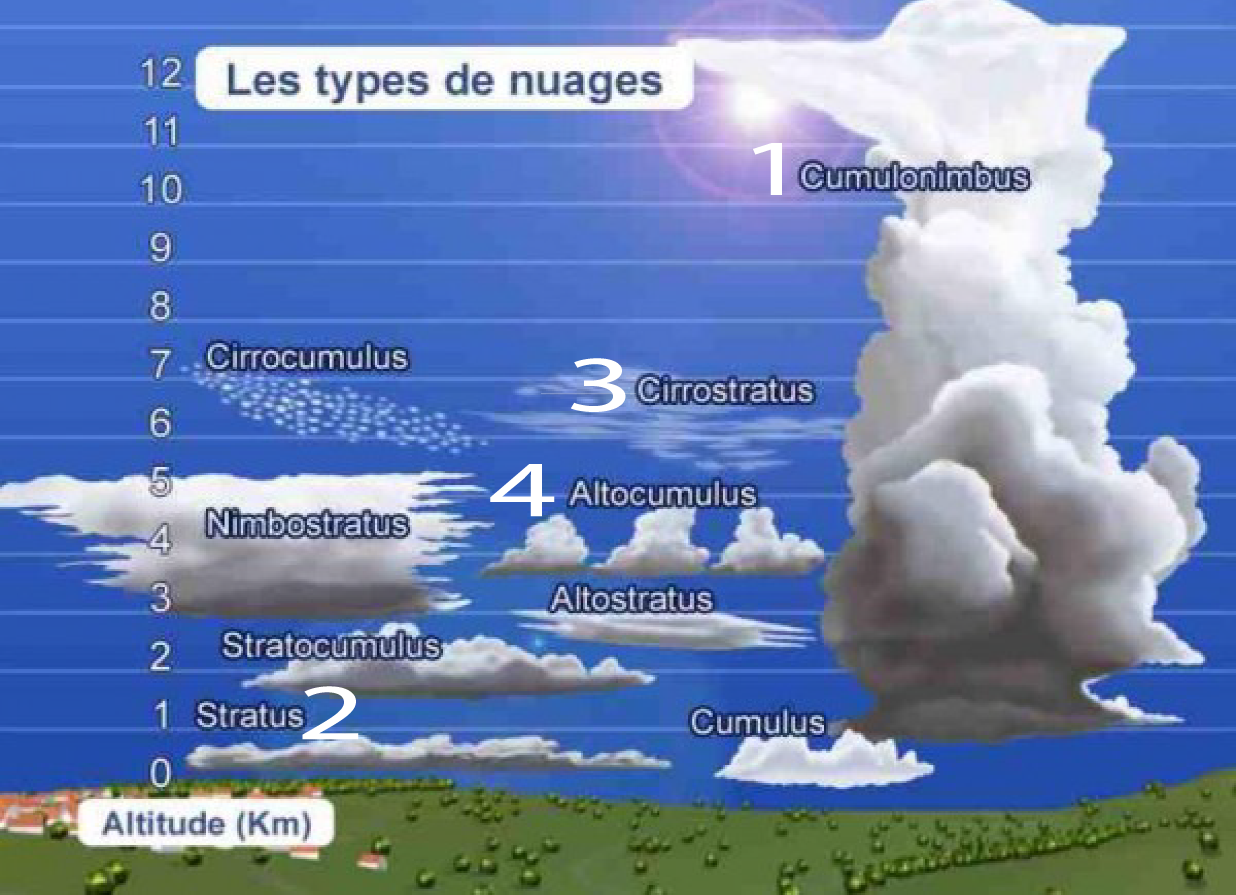 Les types de nuages
12
11
10
9
8
7
6
5
4
3
2
1
0
Altitude (Km)
1 Cumulonimbus
Cirrocumulus
3 Cirrostratus
4 Altocumulus
Nimbostratus
Altostratus
Stratocumulus
Stratus 2
Cumulus